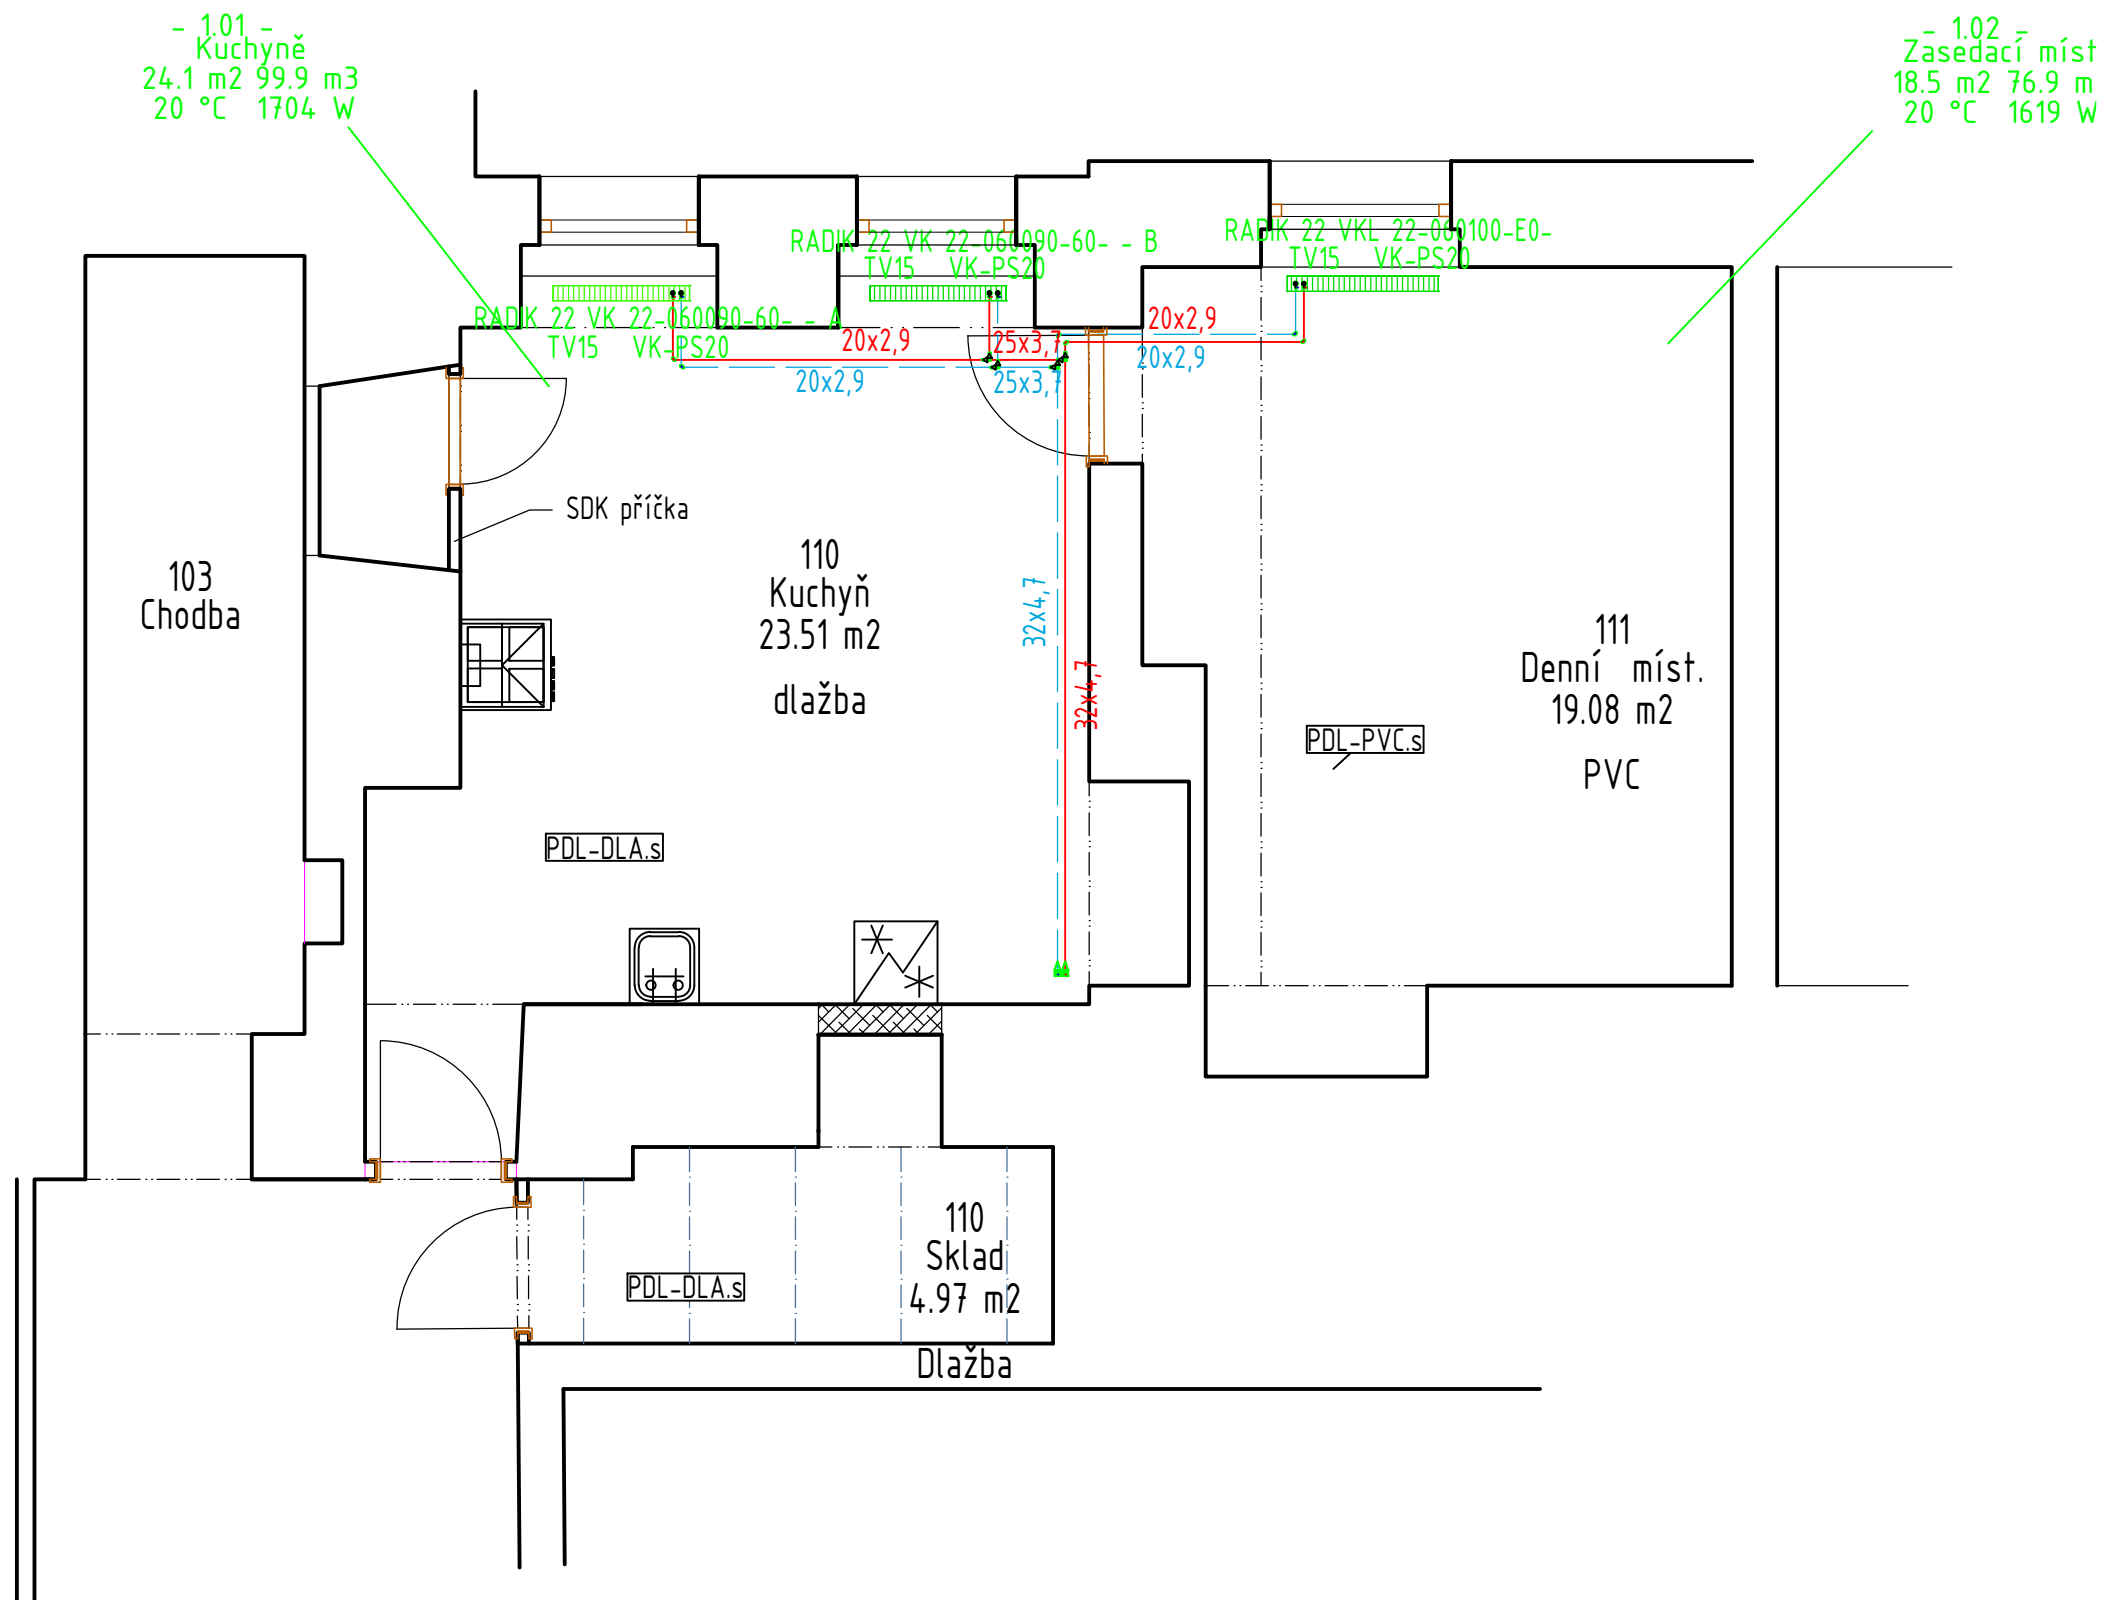 - 1.01 -
Kuchyně
24.1 m2 99.9 m3
20 °C 1704 W
- 1.02 -
Zasedací míst
18.5 m2 76.9 m
20 °C 1619 W
RADIK 22 VK 22-060090-60- - B
TV15 VK-PS20
RADIK 22 VKL 22-060100-E0-
TV15 VK-PS20
RADIK 22 VK 22-060090-60- - A
TV15 VK-PS20
20x2,9
25x3,7
20x2,9
20x2,9
25x3,7
20x2,9
SDK příčka
103
Chodba
110
Kuchyň
23.51 m2
dlažba
32x4,7
32x4,7
111
Denní míst.
19.08 m2
PVC
PDL-PVC.s
PDL-DLA.s
110
Sklad
4.97 m2
PDL-DLA.s
Dlažba